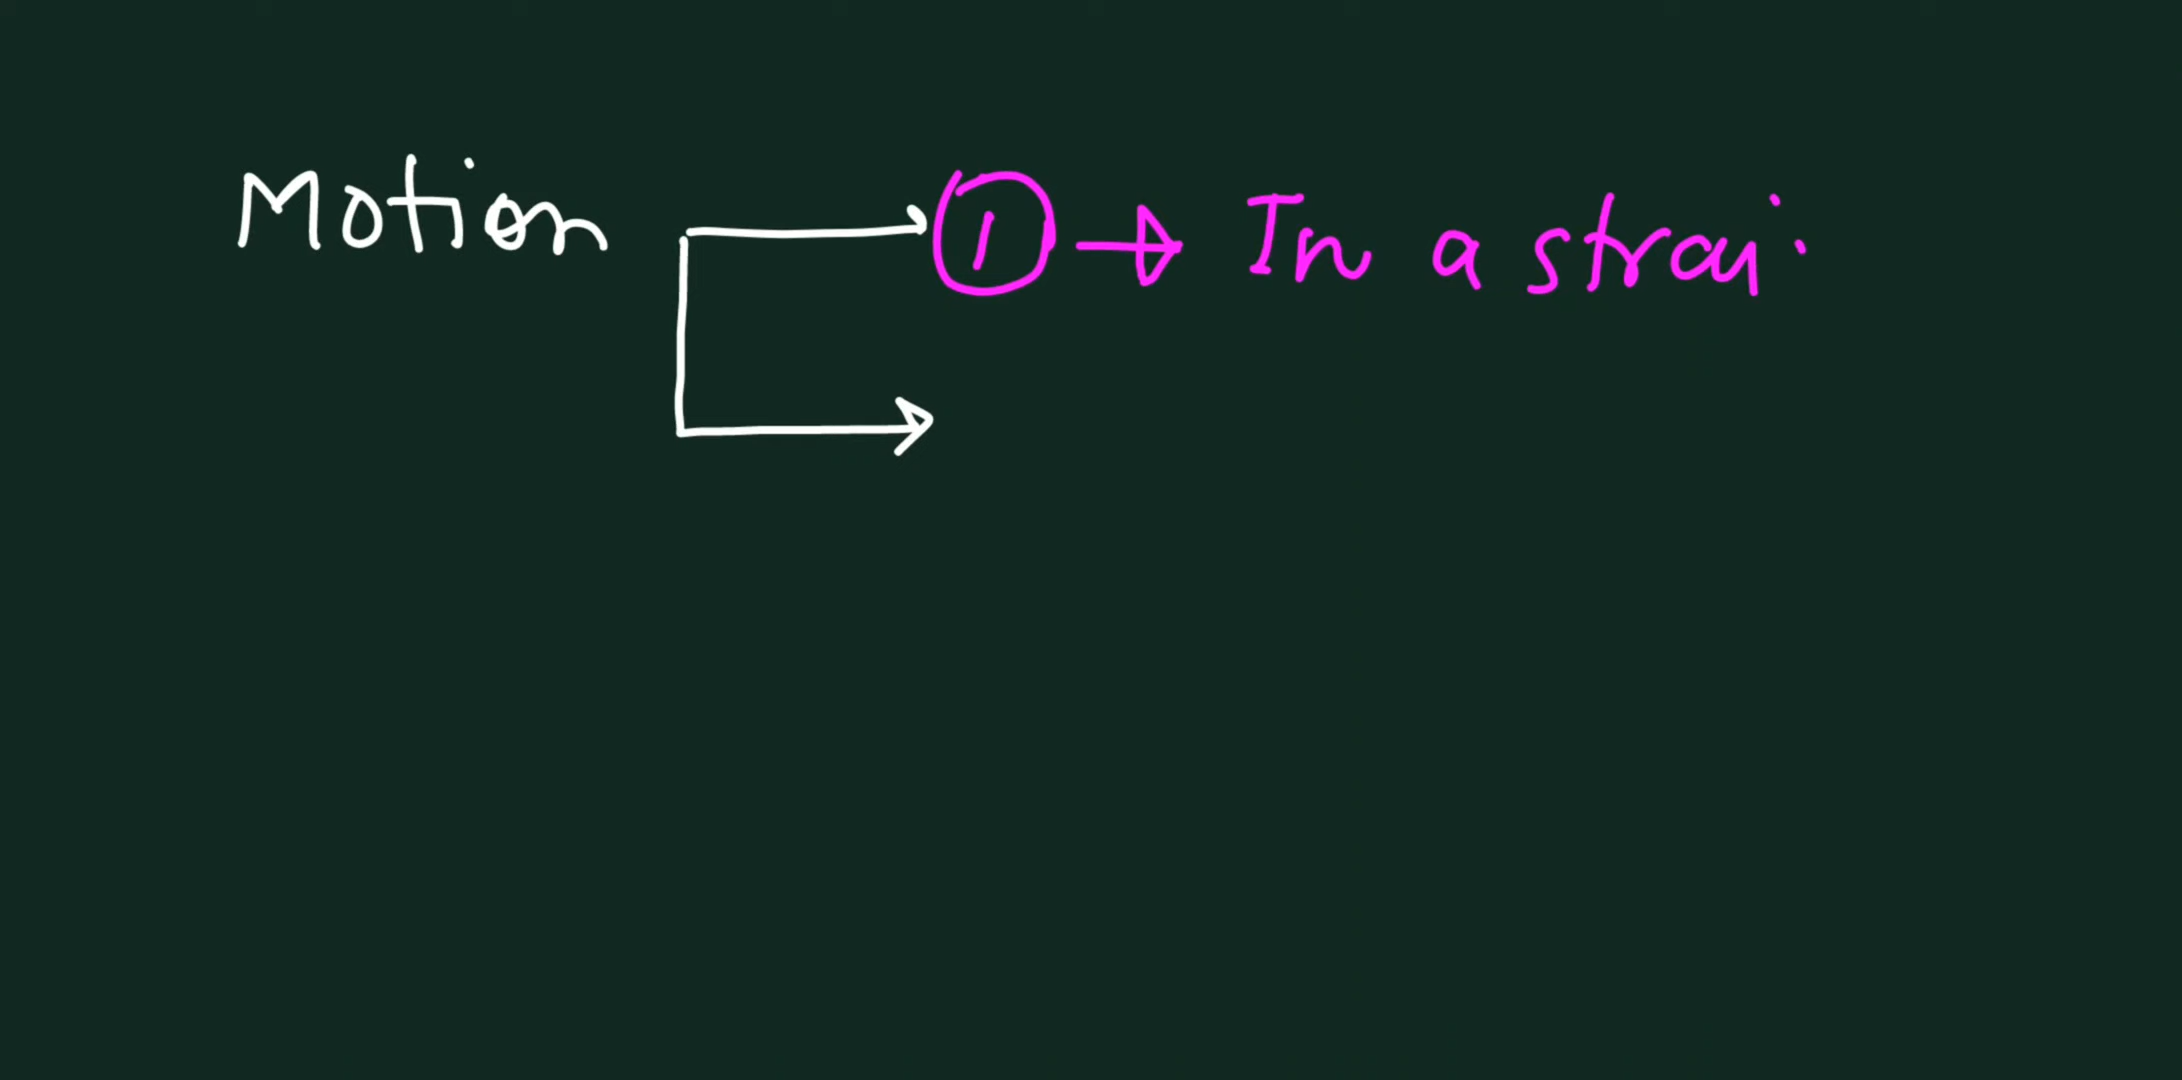 Motion → ① → In a strai